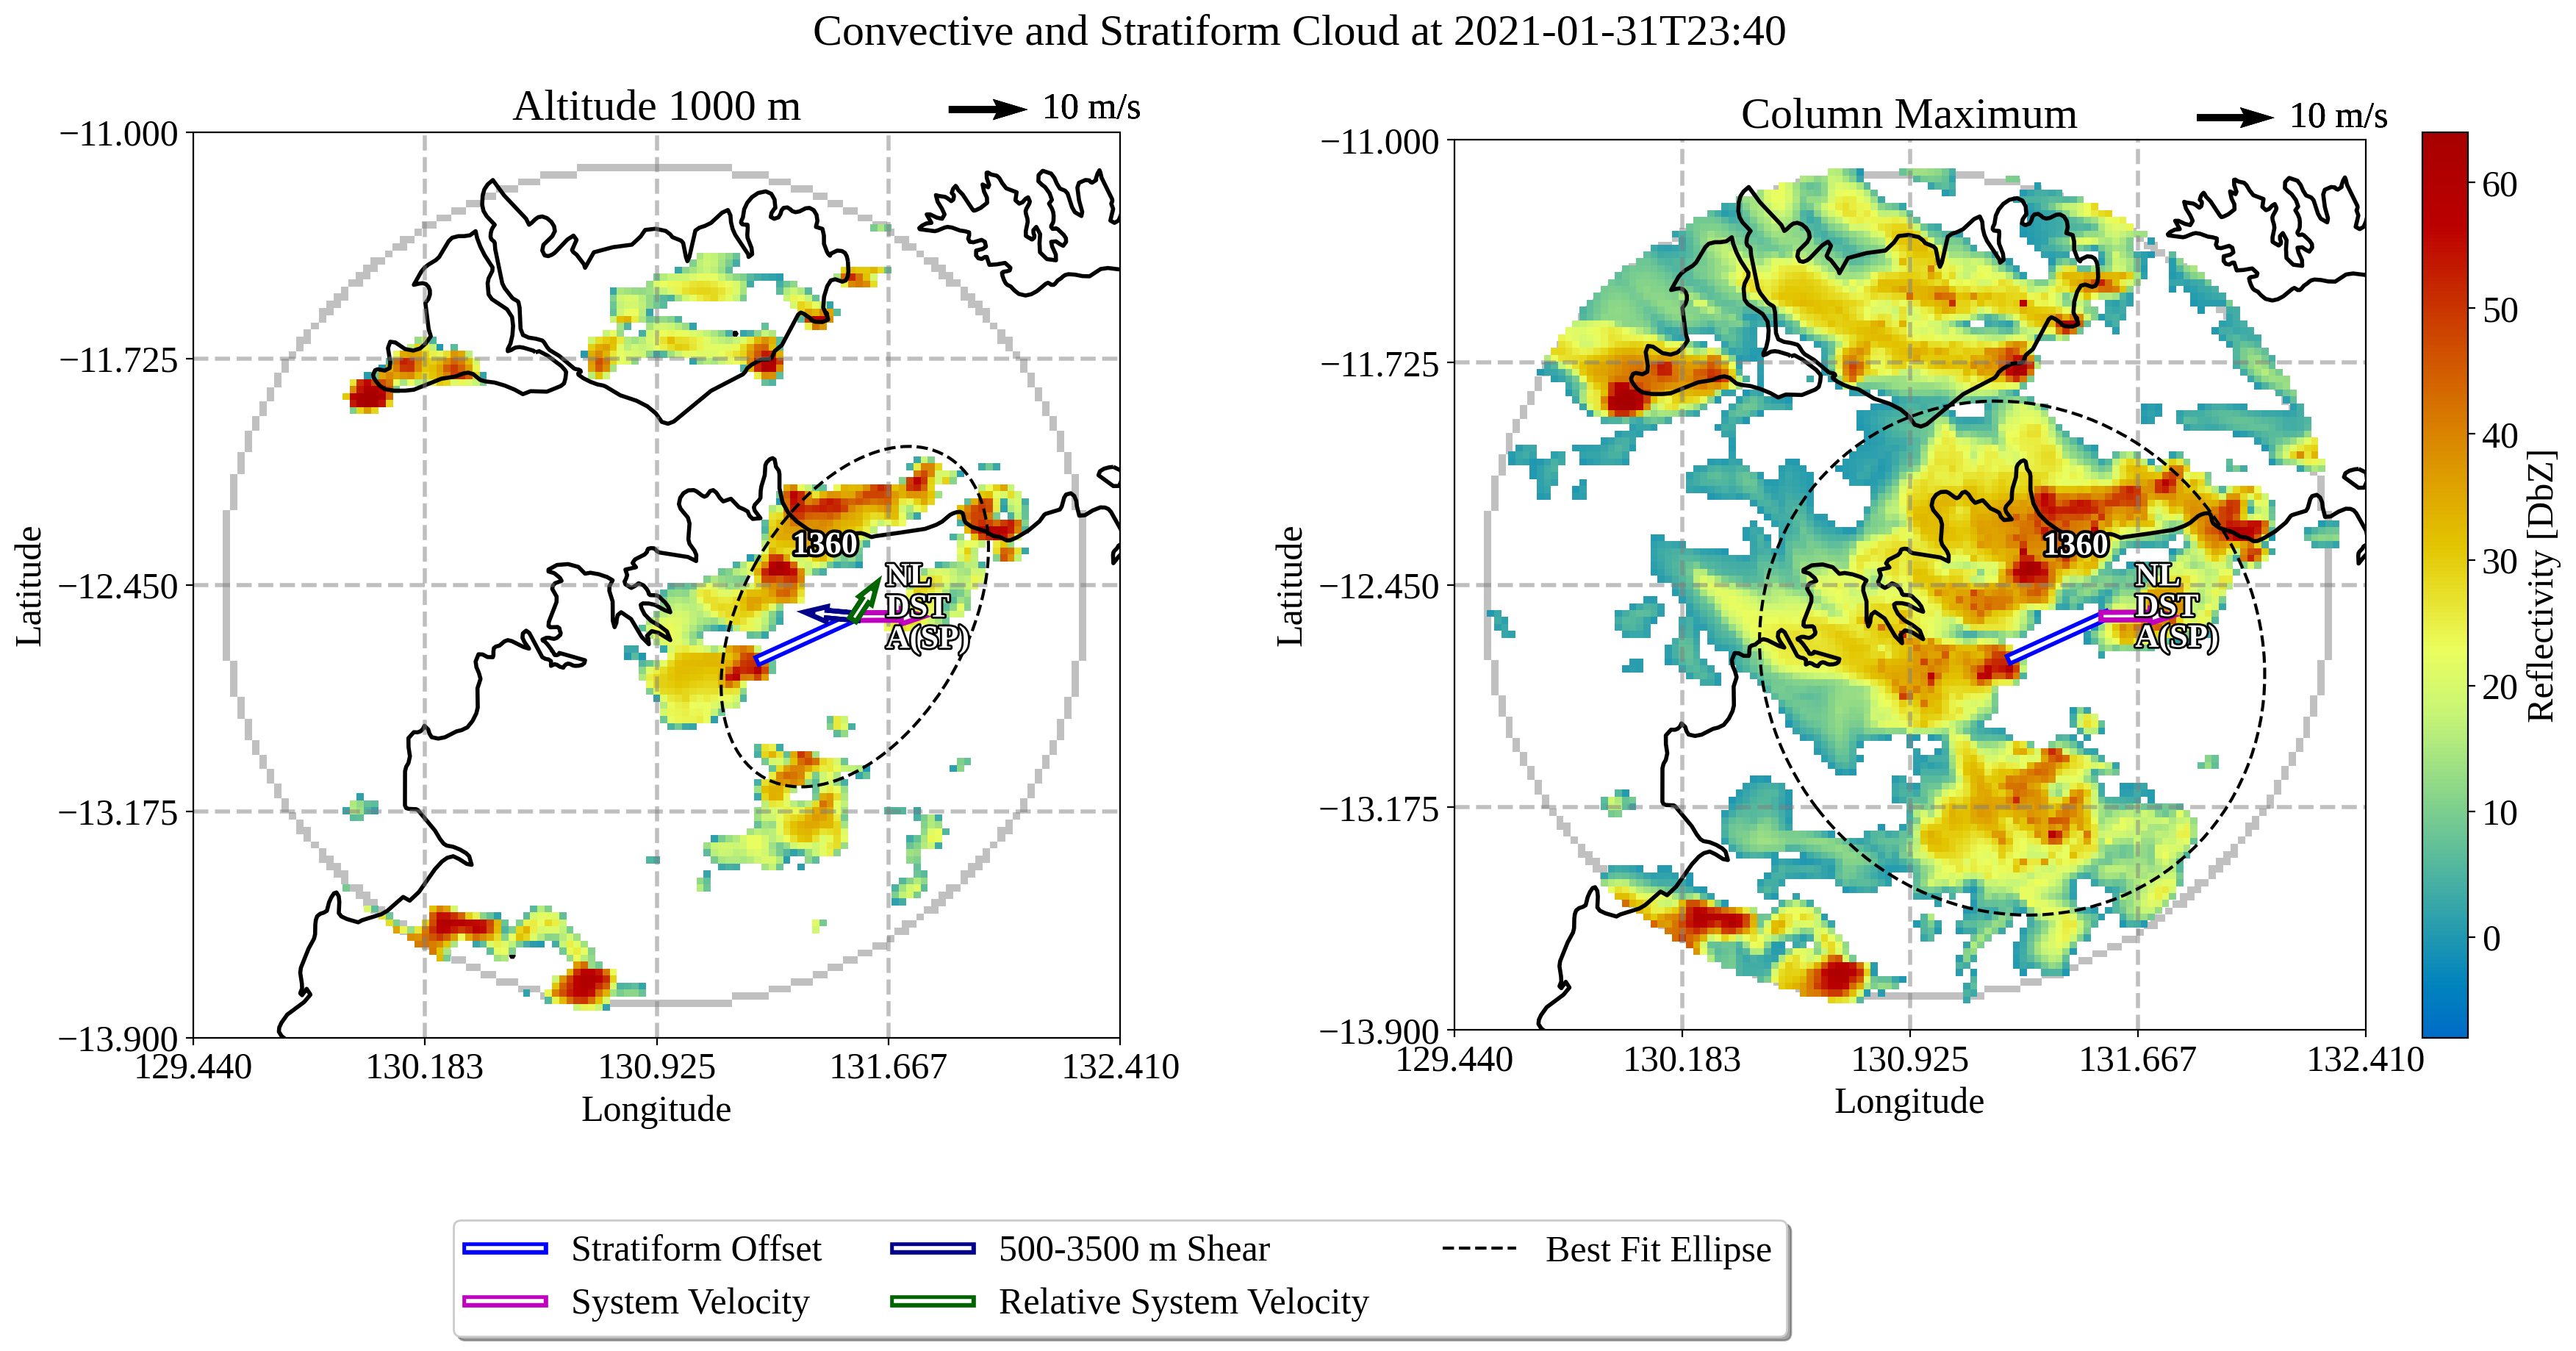 Convective and Stratiform Cloud at 2021-01-31T23:40
Altitude 1000 m
10 m/s
−11.000
−11.725
−12.450
−13.175
−13.900
Latitude
129.440
130.183
130.925
131.667
132.410
Longitude
1360
NL
DST
A(SP)
Column Maximum
10 m/s
−11.000
−11.725
−12.450
−13.175
−13.900
Latitude
129.440
130.183
130.925
131.667
132.410
Longitude
1360
NL
DST
A(SP)
60
50
40
30
20
10
0
Reflectivity [DbZ]
Stratiform Offset
System Velocity
500-3500 m Shear
Relative System Velocity
Best Fit Ellipse